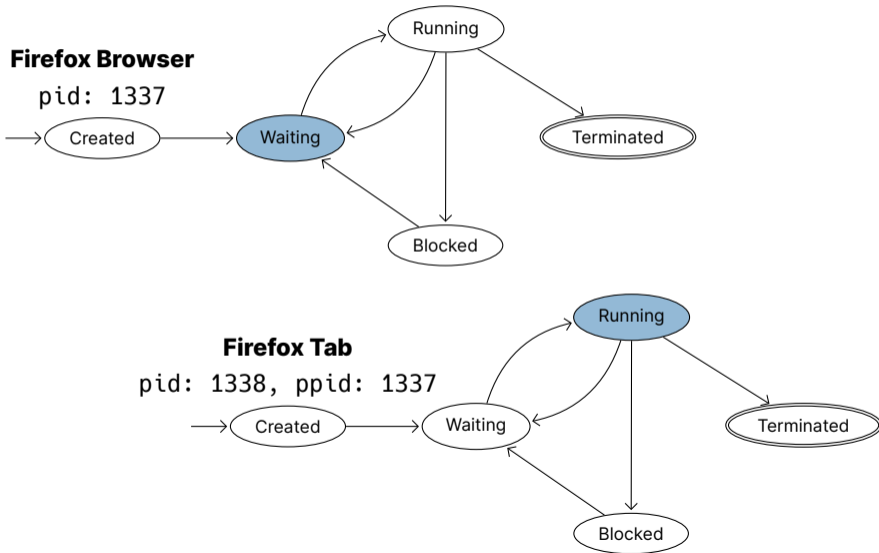 Running
Firefox Browser
pid: 1337
Created
Waiting
Terminated
Blocked
Running
Firefox Tab
pid: 1338, ppid: 1337
Created
Waiting
Terminated
Blocked